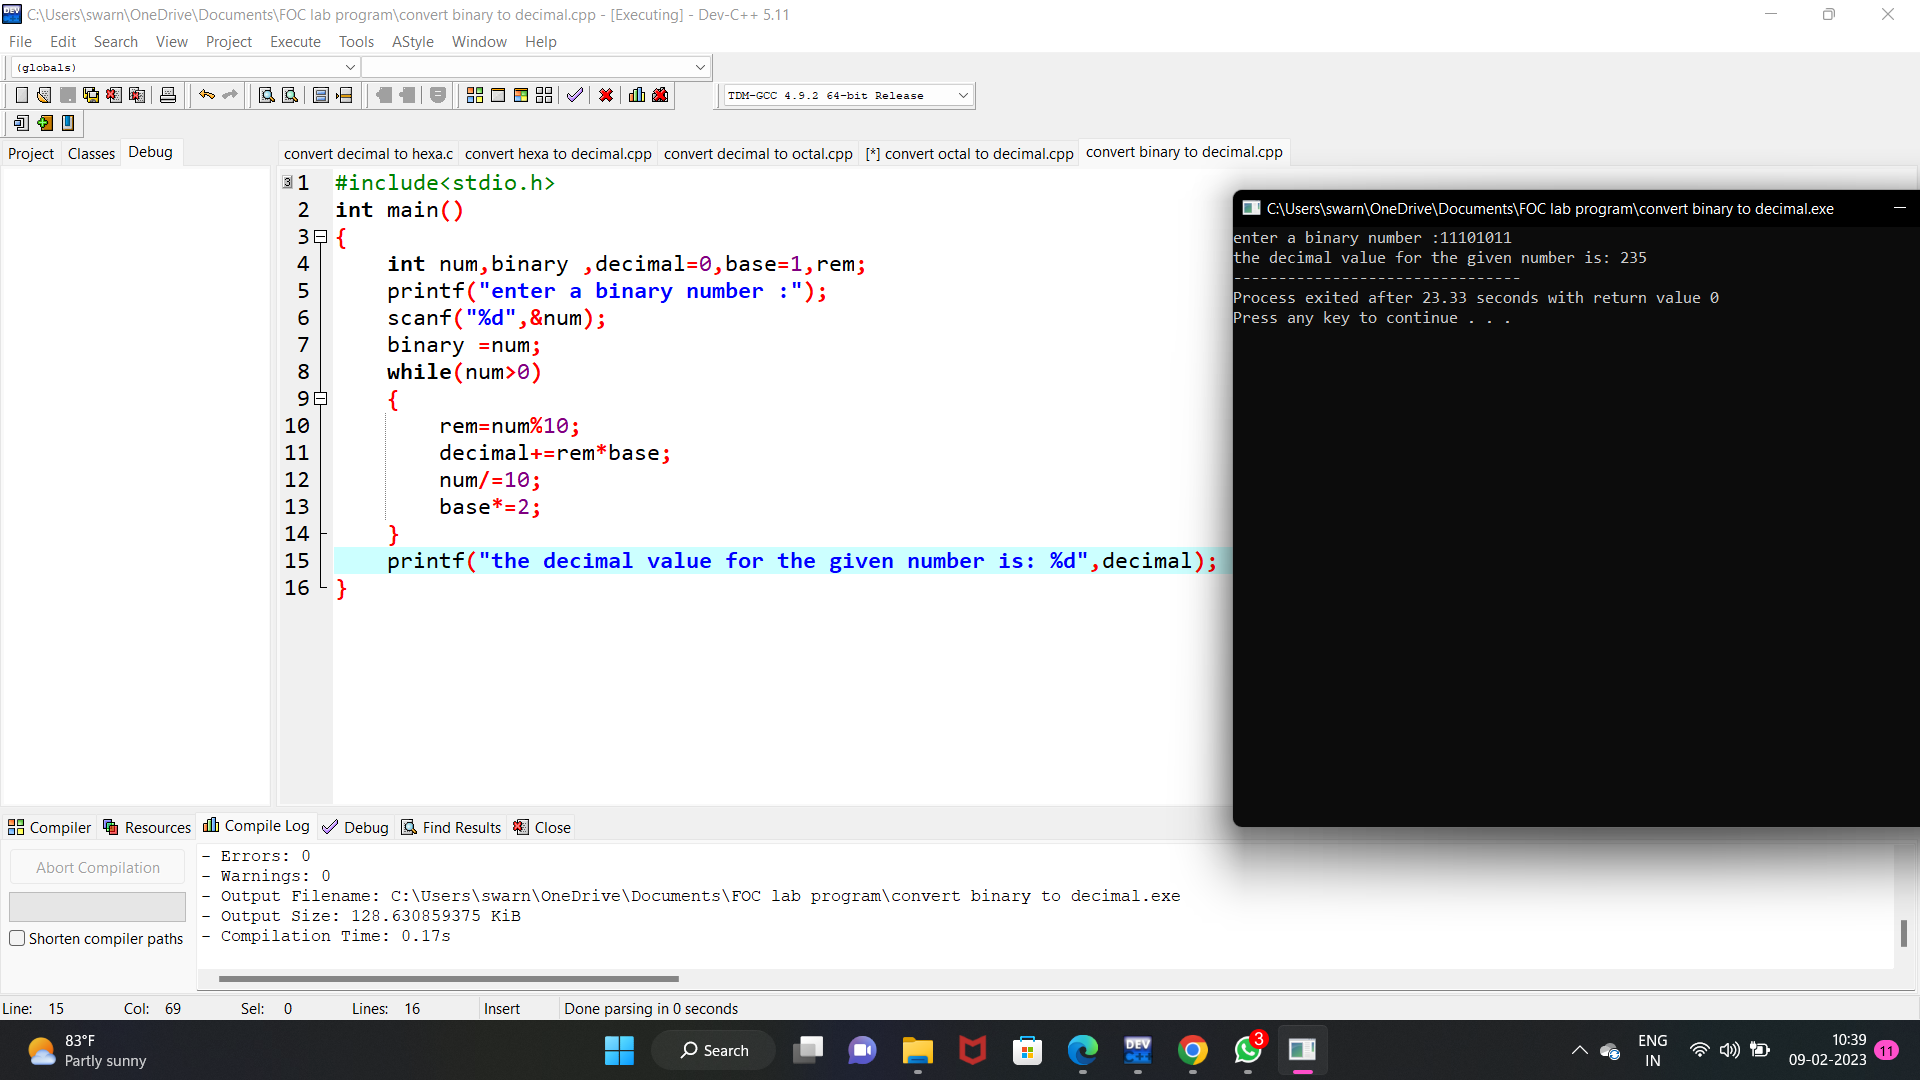 C:\Users\swarn\OneDrive\Documents\FOC lab program\convert binary to decimal.cpp - [Executing] - Dev-C++ 5.11
File Edit Search View Project Execute Tools AStyle Window Help
(globals)
TDM-GCC 4.9.2 64-bit Release
Project Classes Debug
convert decimal to hexa.c convert hexa to decimal.cpp convert decimal to octal.cpp [*] convert octal to decimal.cpp convert binary to decimal.cpp
1 #include<stdio.h>
2 int main()
3 {
4 int num,binary ,decimal=0,base=1,rem;
5 printf("enter a binary number :");
6 scanf("%d",&num);
7 binary =num;
8 while(num>0)
9 {
10 rem=num%10;
11 decimal+=rem*base;
12 num/=10;
13 base*=2;
14 }
15 printf("the decimal value for the given number is: %d",decimal);
16 }
C:\Users\swarn\OneDrive\Documents\FOC lab program\convert binary to decimal.exe
enter a binary number :11101011
the decimal value for the given number is: 235
--------------------------------
Process exited after 23.33 seconds with return value 0
Press any key to continue . . .
Compiler Resources Compile Log Debug Find Results Close
Abort Compilation
Shorten compiler paths
- Errors: 0
- Warnings: 0
- Output Filename: C:\Users\swarn\OneDrive\Documents\FOC lab program\convert binary to decimal.exe
- Output Size: 128.630859375 KiB
- Compilation Time: 0.17s
Line: 15 Col: 69 Sel: 0 Lines: 16 Insert Done parsing in 0 seconds
83°F
Partly sunny
Search
DEV
C++
3
ENG
IN
10:39
09-02-2023
11